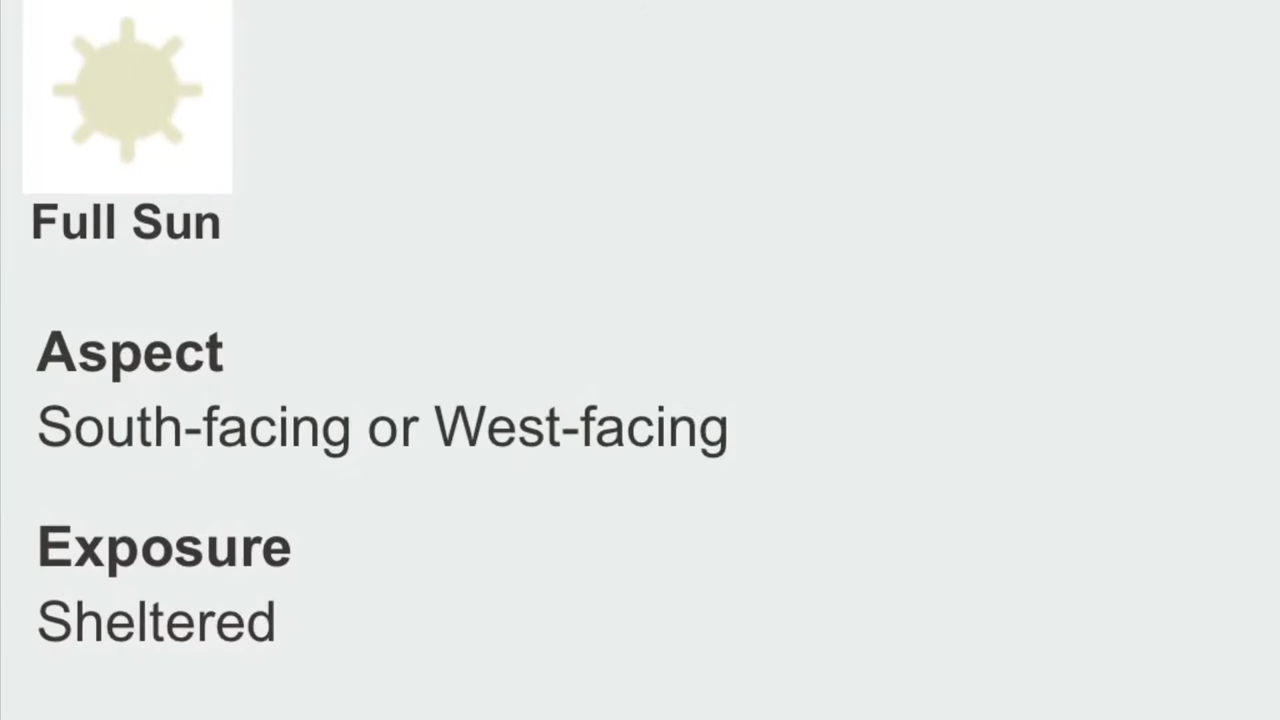 Full Sun
Aspect
South-facing or West-facing
Exposure
Sheltered